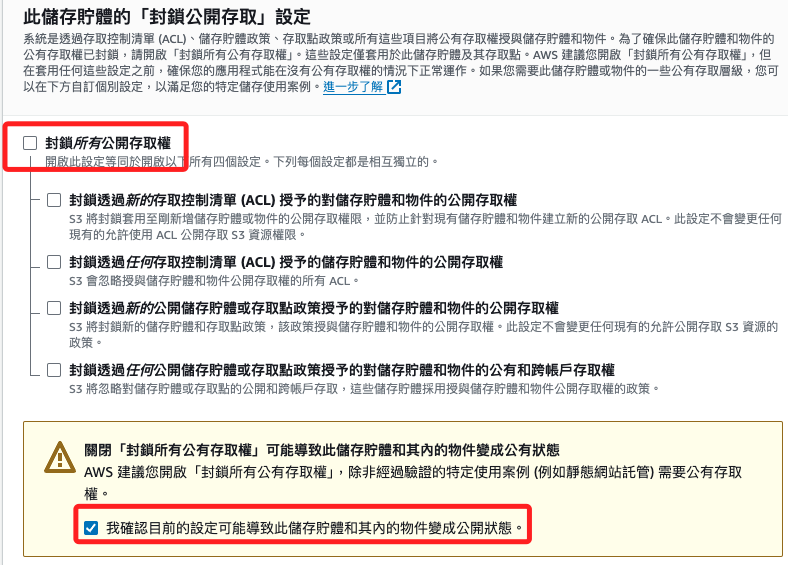 此儲存貯體的「封鎖公開存取」設定
系統是透過存取控制清單 (ACL)、儲存貯體政策、存取點政策或所有這些項目將公有存取權授與儲存貯體和物件。為了確保此儲存貯體和物件的
公有存取權已封鎖，請開啟「封鎖所有公有存取權」。這些設定僅套用於此儲存貯體及其存取點。AWS 建議您開啟「封鎖所有公有存取權」，但
在套用任何這些設定之前，確保您的應用程式能在沒有公有存取權的情況下正常運作。如果您需要此儲存貯體或物件的一些公有存取層級，您可
以在下方自訂個別設定，以滿足您的特定儲存使用案例。進一步了解
封鎖所有公開存取權
開啟此設定等同於開啟以下所有四個設定。下列每個設定都是相互獨立的。
封鎖透過新的存取控制清單 (ACL) 授予的對儲存貯體和物件的公開存取權
S3 將封鎖套用至剛新增儲存貯體或物件的公開存取權限，並防止針對現有儲存貯體和物件建立新的公開存取 ACL。此設定不會變更任何
現有的允許使用 ACL 公開存取 S3 資源權限。
封鎖透過任何存取控制清單 (ACL) 授予的對儲存貯體和物件的公開存取權
S3 會忽略授與儲存貯體和物件公開存取權的所有 ACL。
封鎖透過新的公開儲存貯體或存取點政策授予的對儲存貯體和物件的公開存取權
S3 將封鎖新的儲存貯體和存取點政策，該政策授與儲存貯體和物件的公開存取權。此設定不會變更任何現有的允許公開存取 S3 資源的
政策。
封鎖透過任何公開儲存貯體或存取點政策授予的對儲存貯體和物件的公有和跨帳戶存取權
S3 將忽略對儲存貯體或存取點的公開和跨帳戶存取，這些儲存貯體採用授與儲存貯體和物件公開存取權的政策。
關閉「封鎖所有公有存取權」可能導致此儲存貯體和其內的物件變成公有狀態
AWS 建議您開啟「封鎖所有公有存取權」，除非經過驗證的特定使用案例 (例如靜態網站託管) 需要公有存取
權。
我確認目前的設定可能導致此儲存貯體和其內的物件變成公開狀態。